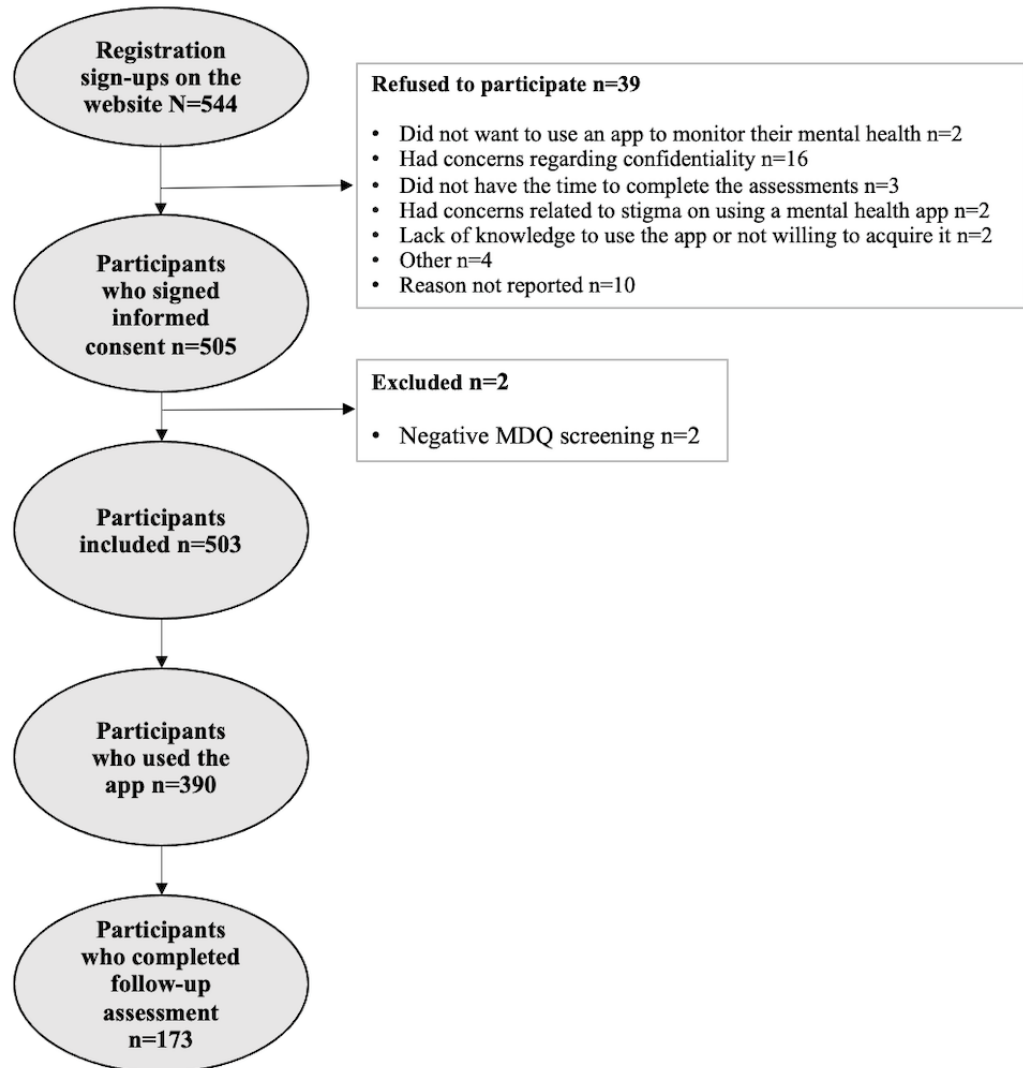 Registration
sign-ups on the
website N=544
Refused to participate n=39
• Did not want to use an app to monitor their mental health n=2
• Had concerns regarding confidentiality n=16
• Did not have the time to complete the assessments n=3
• Had concerns related to stigma on using a mental health app n=2
• Lack of knowledge to use the app or not willing to acquire it n=2
• Other n=4
• Reason not reported n=10
Participants
who signed
informed
consent n=505
Excluded n=2
• Negative MDQ screening n=2
Participants
included n=503
Participants
who used the
app n=390
Participants
who completed
follow-up
assessment
n=173